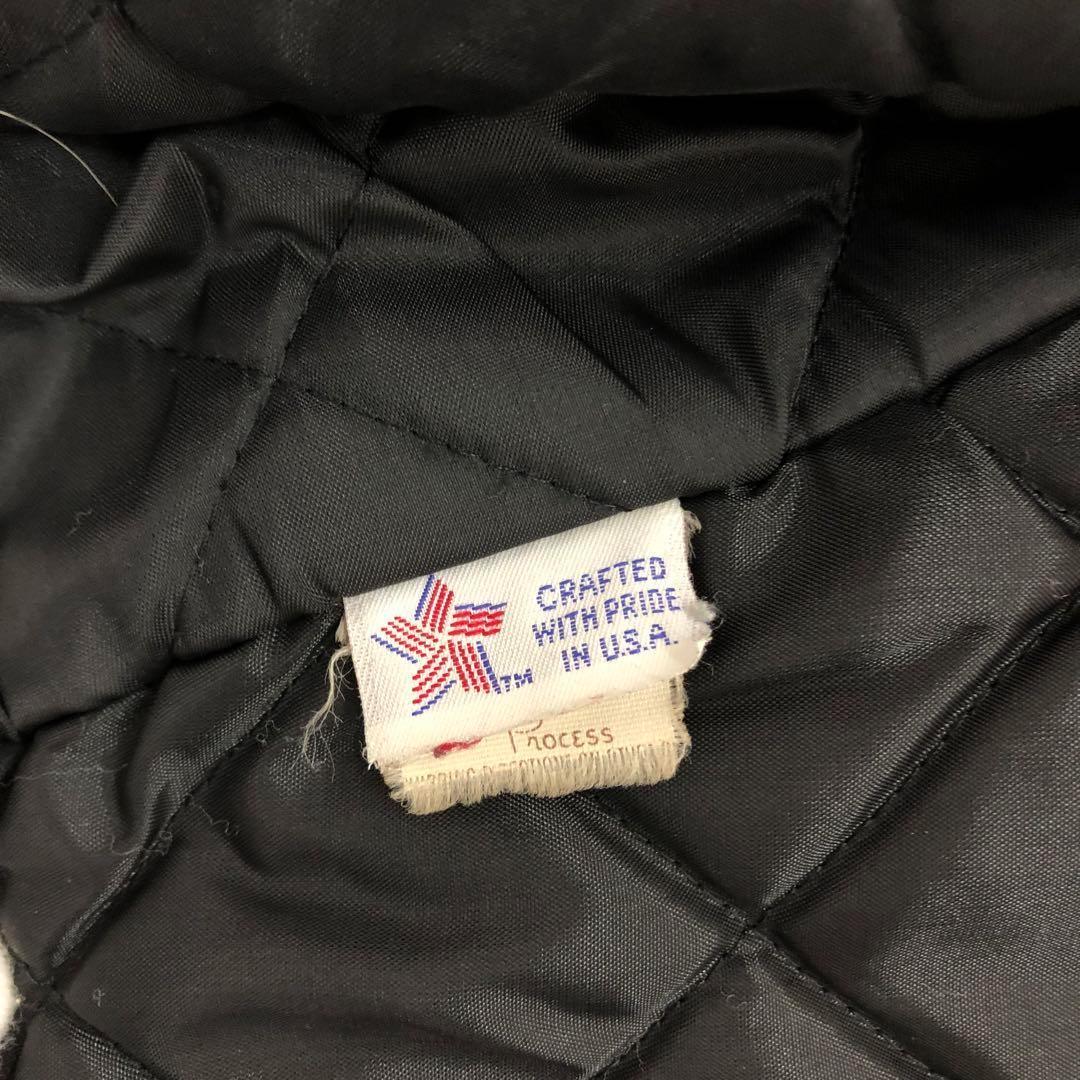 CRAFTED
WITH PRIDE
IN U.S.A.
TM
PROCESS